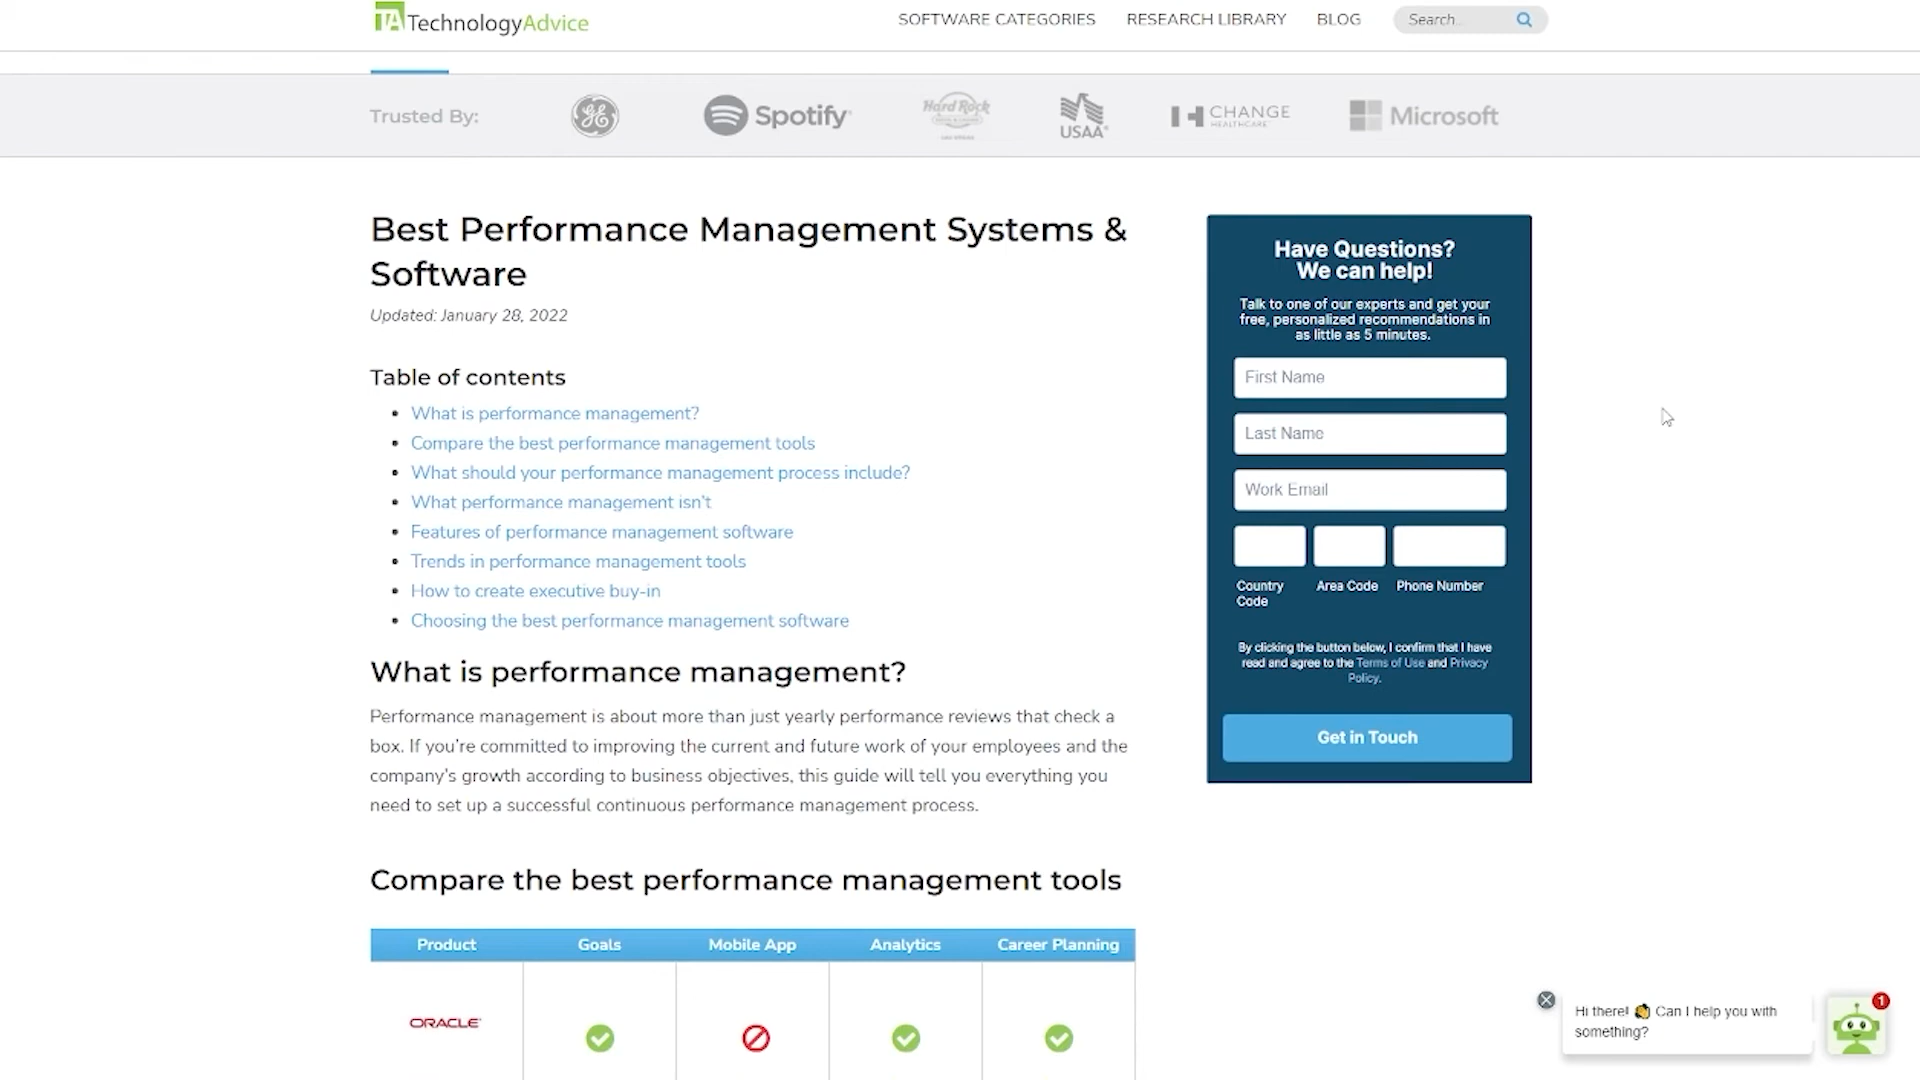 TA TechnologyAdvice
SOFTWARE CATEGORIES RESEARCH LIBRARY BLOG Search...
Trusted By: GE Spotify Hard Rock USAA CHANGE HEALTHCARE Microsoft
Best Performance Management Systems &
Software
Updated: January 28, 2022
Table of contents
What is performance management?
Compare the best performance management tools
What should your performance management process include?
What performance management isn't
Features of performance management software
Trends in performance management tools
How to create executive buy-in
Choosing the best performance management software
What is performance management?
Performance management is about more than just yearly performance reviews that check a
box. If you're committed to improving the current and future work of your employees and the
company's growth according to business objectives, this guide will tell you everything you
need to set up a successful continuous performance management process.
Compare the best performance management tools
Product Goals Mobile App Analytics Career Planning
ORACLE
Have Questions?
We can help!
Talk to one of our experts and get your
free, personalized recommendations in
as little as 5 minutes.
First Name
Last Name
Work Email
Country Code Area Code Phone Number
By clicking the button below, I confirm that I have
read and agree to the Terms of Use and Privacy
Policy.
Get in Touch
Hi there! Can I help you with
something?
1